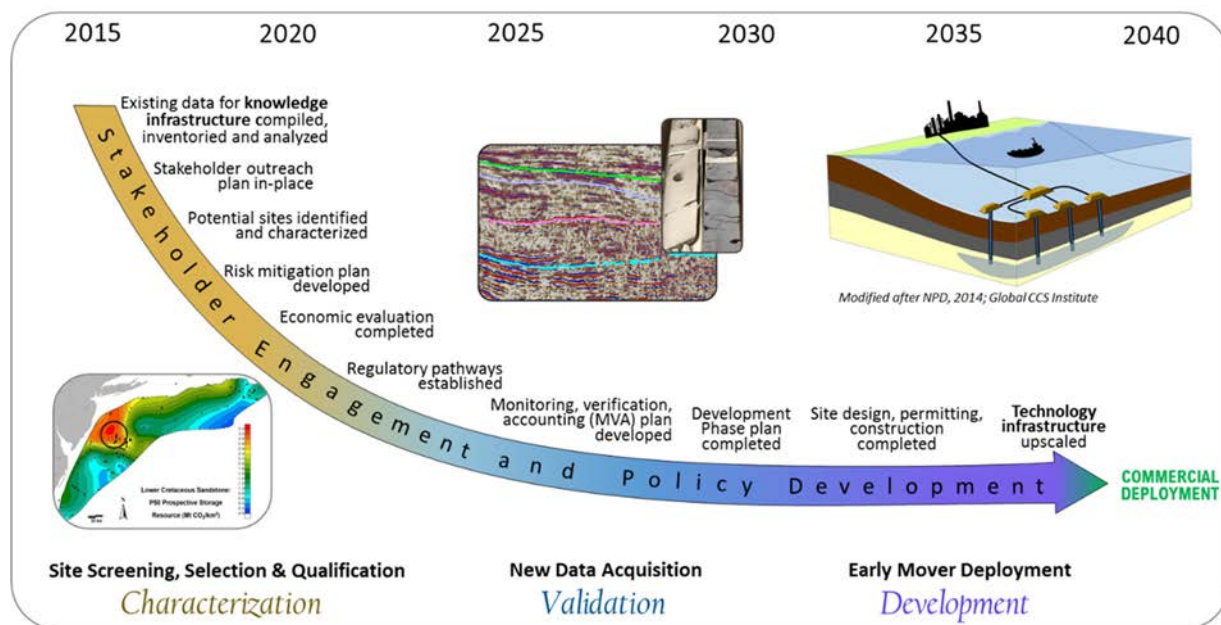 2015 2020 2025 2030 2035 2040
Existing data for knowledge
infrastructure compiled,
inventoried and analyzed
Stakeholder outreach
plan in-place
Potential sites identified
and characterized
Risk mitigation plan
developed
Economic evaluation
completed
Regulatory pathways
established
Monitoring, verification,
accounting (MVA) plan
developed
Development
Phase plan
completed
Site design, permitting,
construction
completed
Technology
infrastructure
upscaled
Stakeholder Engagement and Policy Development
COMMERCIAL
DEPLOYMENT
Modified after NPD, 2014; Global CCS Institute
Lower Cretaceous Sandstone:
P50 Prospective Storage
Resource (Mt CO2/km²)
Site Screening, Selection & Qualification
Characterization
New Data Acquisition
Validation
Early Mover Deployment
Development